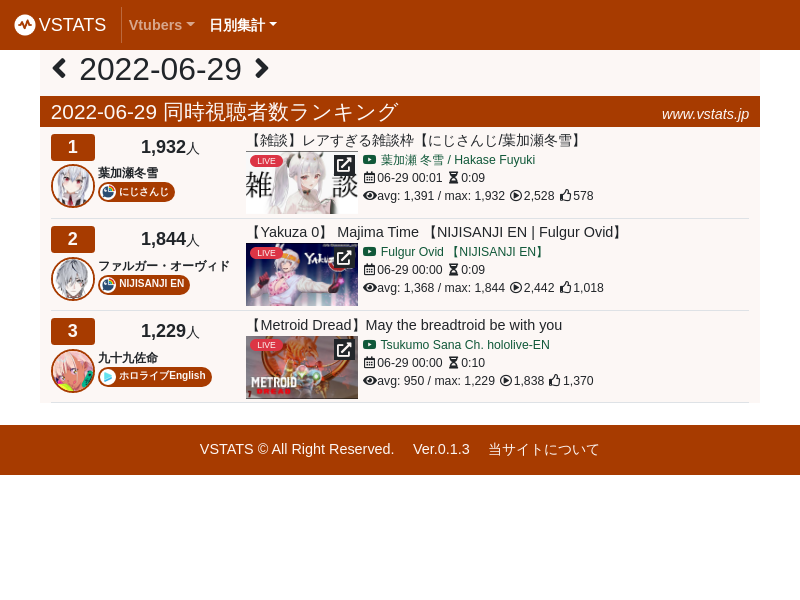 VSTATS Vtubers 日別集計
2022-06-29
2022-06-29 同時視聴者数ランキング www.vstats.jp
1 1,932人
葉加瀬冬雪
にじさんじ
【雑談】レアすぎる雑談枠【にじさんじ/葉加瀬冬雪】
LIVE
雑 談
葉加瀬 冬雪 / Hakase Fuyuki
06-29 00:01 0:09
avg: 1,391 / max: 1,932 2,528 578
2 1,844人
ファルガー・オーヴィド
NIJISANJI EN
【Yakuza 0】 Majima Time 【NIJISANJI EN | Fulgur Ovid】
LIVE
Fulgur Ovid 【NIJISANJI EN】
06-29 00:00 0:09
avg: 1,368 / max: 1,844 2,442 1,018
3 1,229人
九十九佐命
ホロライブEnglish
【Metroid Dread】May the breadtroid be with you
LIVE
METROID
DREAD
Tsukumo Sana Ch. hololive-EN
06-29 00:00 0:10
avg: 950 / max: 1,229 1,838 1,370
VSTATS © All Right Reserved. Ver.0.1.3 当サイトについて